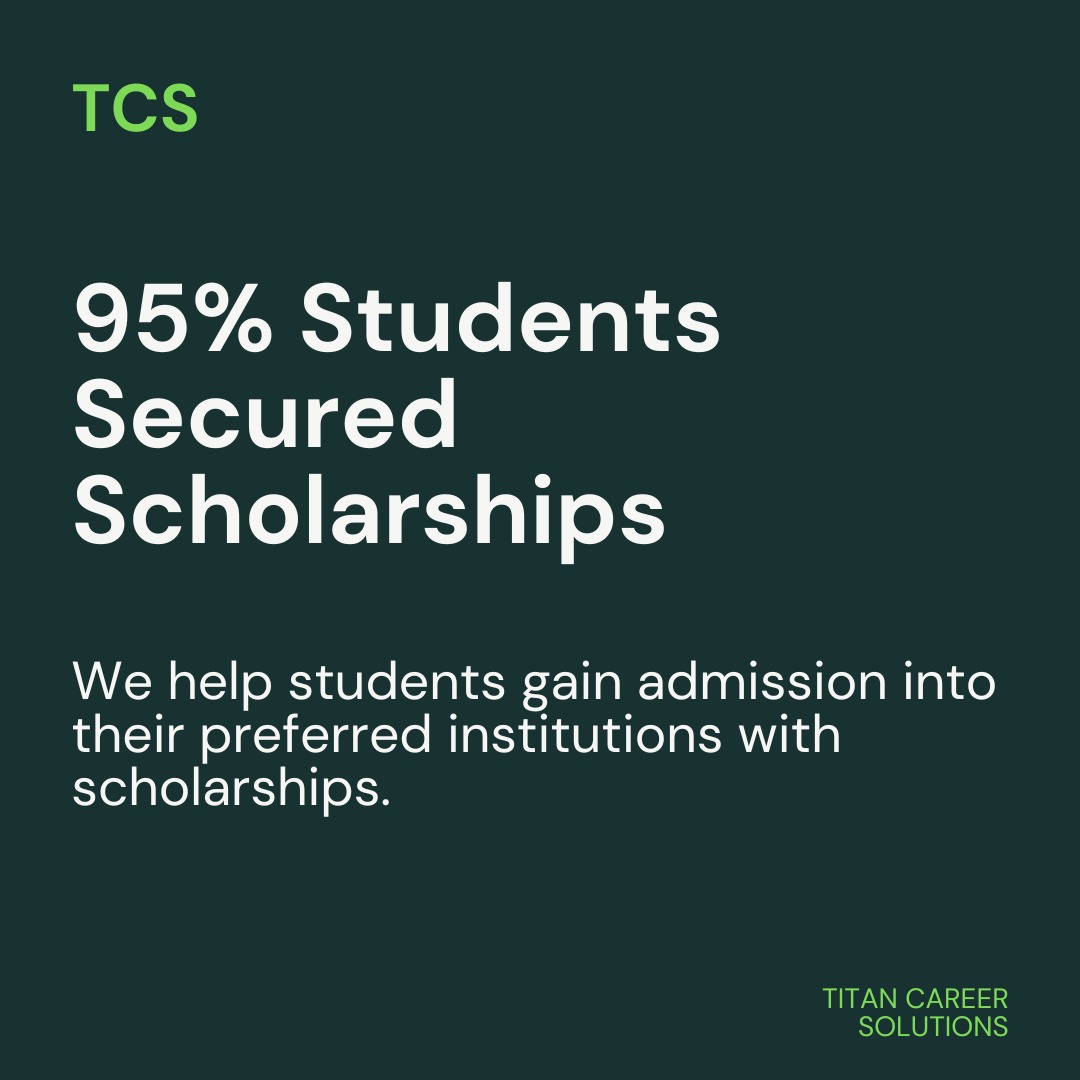 TCS
95% Students
Secured
Scholarships
We help students gain admission into
their preferred institutions with
scholarships.
TITAN CAREER
SOLUTIONS